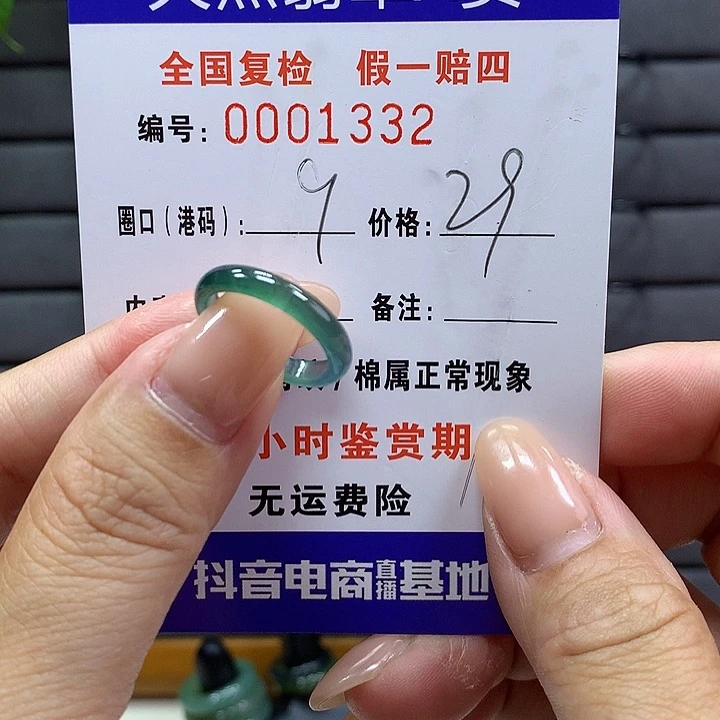 全国复检 假一赔四
编号: 0001332
圈口(港码): 9 价格: 29
备注:
/棉属正常现象
小时鉴赏期
无运费险
抖音电商直播基地